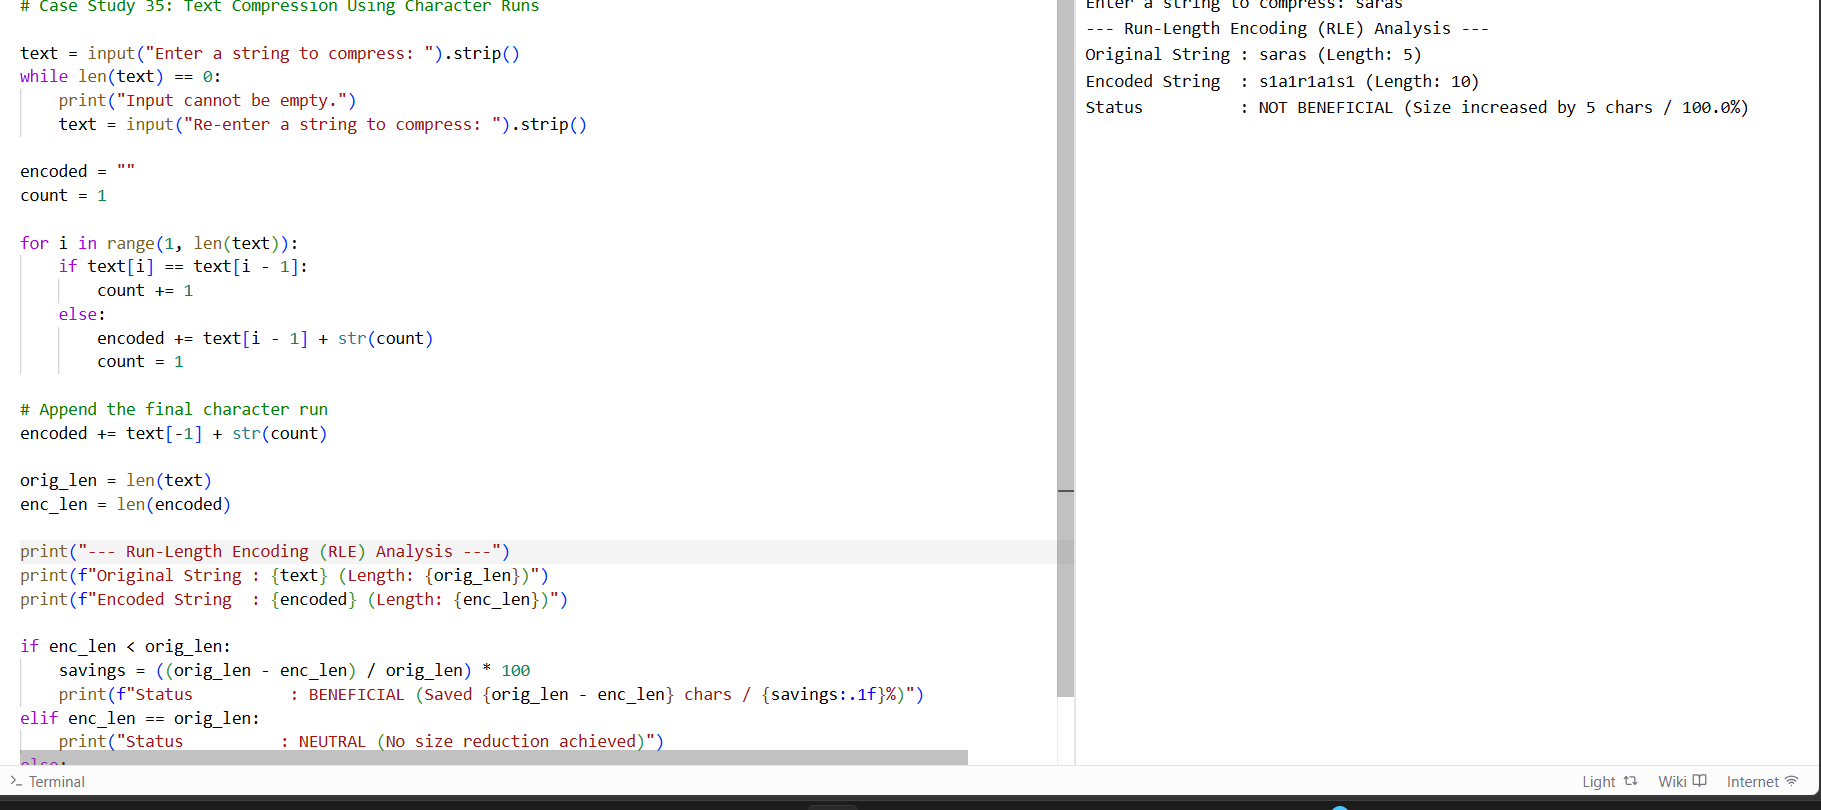 # Case Study 35: Text Compression Using Character Runs
text = input("Enter a string to compress: ").strip()
while len(text) == 0:
    print("Input cannot be empty.")
    text = input("Re-enter a string to compress: ").strip()
encoded = ""
count = 1
for i in range(1, len(text)):
    if text[i] == text[i - 1]:
        count += 1
    else:
        encoded += text[i - 1] + str(count)
        count = 1
# Append the final character run
encoded += text[-1] + str(count)
orig_len = len(text)
enc_len = len(encoded)
print("--- Run-Length Encoding (RLE) Analysis ---")
print(f"Original String : {text} (Length: {orig_len})")
print(f"Encoded String  : {encoded} (Length: {enc_len})")
if enc_len < orig_len:
    savings = ((orig_len - enc_len) / orig_len) * 100
    print(f"Status          : BENEFICIAL (Saved {orig_len - enc_len} chars / {savings:.1f}%)")
elif enc_len == orig_len:
    print("Status          : NEUTRAL (No size reduction achieved)")
else:
Enter a string to compress: saras
--- Run-Length Encoding (RLE) Analysis ---
Original String : saras (Length: 5)
Encoded String  : s1a1r1a1s1 (Length: 10)
Status          : NOT BENEFICIAL (Size increased by 5 chars / 100.0%)
Terminal
Light Wiki Internet